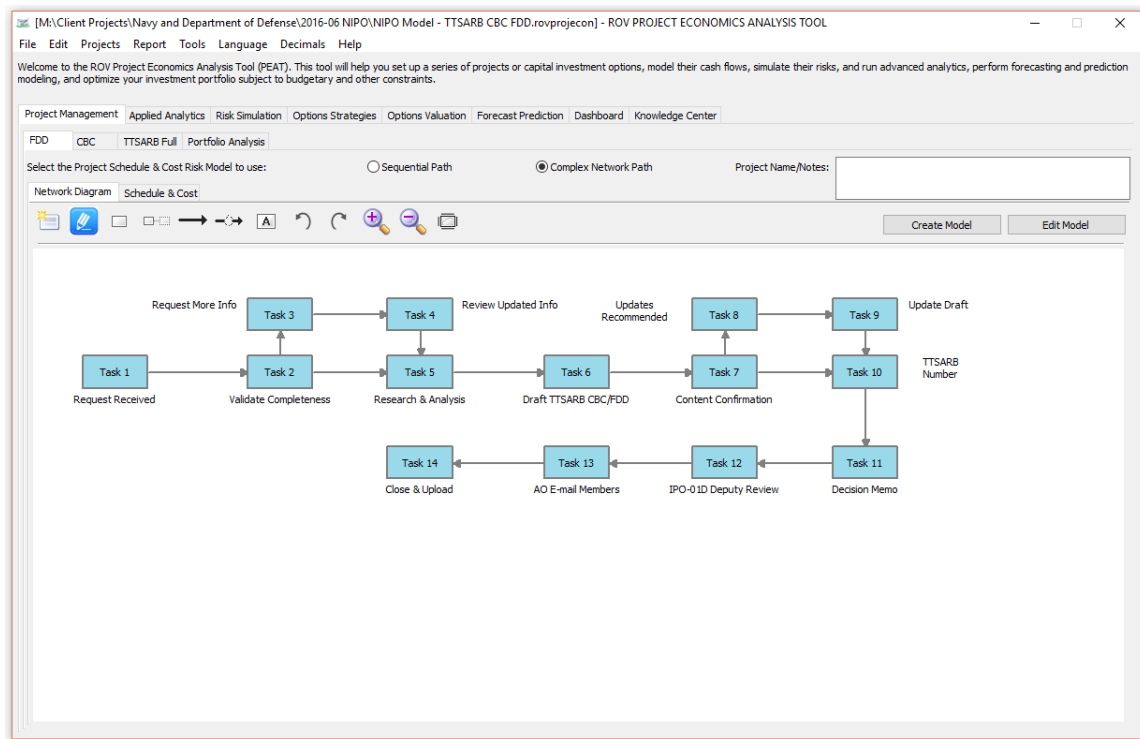 [M:\Client Projects\Navy and Department of Defense\2016-06 NIPO\NIPO Model - TTSARB CBC FDD.rovprojecon] - ROV PROJECT ECONOMICS ANALYSIS TOOL
File Edit Projects Report Tools Language Decimals Help
Welcome to the ROV Project Economics Analysis Tool (PEAT). This tool will help you set up a series of projects or capital investment options, model their cash flows, simulate their risks, and run advanced analytics, perform forecasting and prediction
modeling, and optimize your investment portfolio subject to budgetary and other constraints.
Project Management Applied Analytics Risk Simulation Options Strategies Options Valuation Forecast Prediction Dashboard Knowledge Center
FDD CBC TTSARB Full Portfolio Analysis
Select the Project Schedule & Cost Risk Model to use: Sequential Path Complex Network Path Project Name/Notes:
Network Diagram Schedule & Cost
A
Create Model Edit Model
Request More Info Task 3 Task 4 Review Updated Info Updates
Recommended Task 8 Task 9 Update Draft
Task 1 Task 2 Task 5 Task 6 Task 7 Task 10 TTSARB
Number
Request Received Validate Completeness Research & Analysis Draft TTSARB CBC/FDD Content Confirmation
Task 14 Task 13 Task 12 Task 11
Close & Upload AO E-mail Members IPO-01D Deputy Review Decision Memo